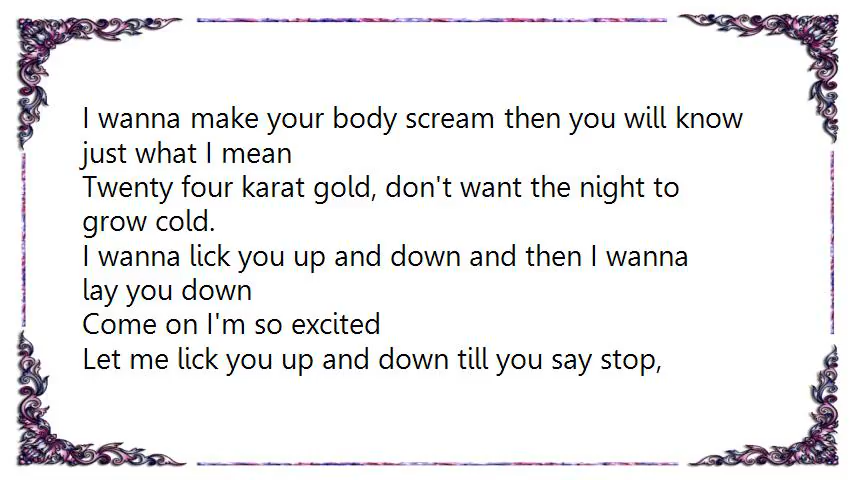 I wanna make your body scream then you will know
just what I mean
Twenty four karat gold, don't want the night to
grow cold.
I wanna lick you up and down and then I wanna
lay you down
Come on I'm so excited
Let me lick you up and down till you say stop,